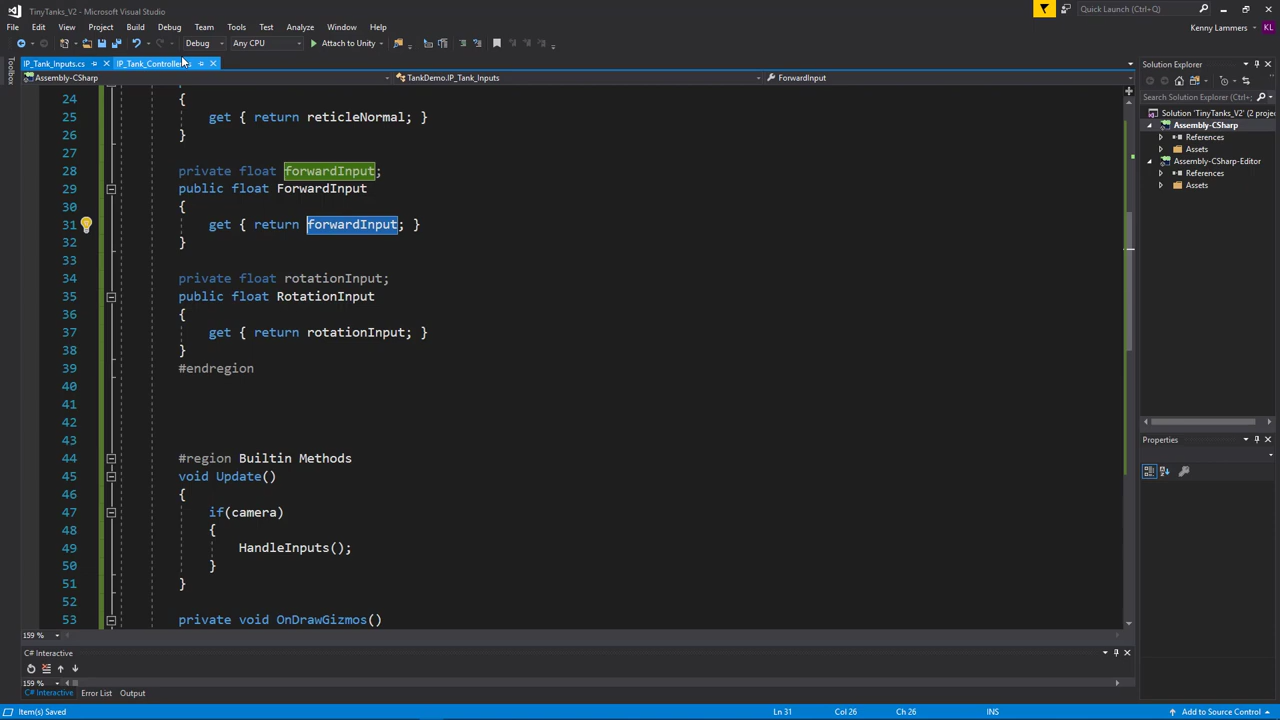 TinyTanks_V2 - Microsoft Visual Studio
Quick Launch (Ctrl+Q)
File Edit View Project Build Debug Team Tools Test Analyze Window Help
Kenny Lammers KL
Debug Any CPU Attach to Unity
IP_Tank_Inputs.cs IP_Tank_Controller
Toolbox
Assembly-CSharp TankDemo.IP_Tank_Inputs ForwardInput
24 {
25 get { return reticleNormal; }
26 }
27
28 private float forwardInput;
29 public float ForwardInput
30 {
31 get { return forwardInput; }
32 }
33
34 private float rotationInput;
35 public float RotationInput
36 {
37 get { return rotationInput; }
38 }
39 #endregion
40
41
42
43
44 #region Builtin Methods
45 void Update()
46 {
47 if(camera)
48 {
49 HandleInputs();
50 }
51 }
52
53 private void OnDrawGizmos()
159 %
C# Interactive
159 %
C# Interactive Error List Output
Item(s) Saved Ln 31 Col 26 Ch 26 INS Add to Source Control
Solution Explorer
Search Solution Explorer (Ctrl+
Solution 'TinyTanks_V2' (2 projec
Assembly-CSharp
References
Assets
Assembly-CSharp-Editor
References
Assets
Properties